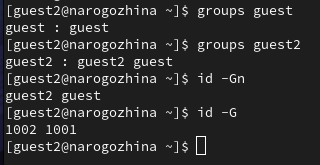 [guest2@narogozhina ~]$ groups guest
guest : guest
[guest2@narogozhina ~]$ groups guest2
guest2 : guest2 guest
[guest2@narogozhina ~]$ id -Gn
guest2 guest
[guest2@narogozhina ~]$ id -G
1002 1001
[guest2@narogozhina ~]$